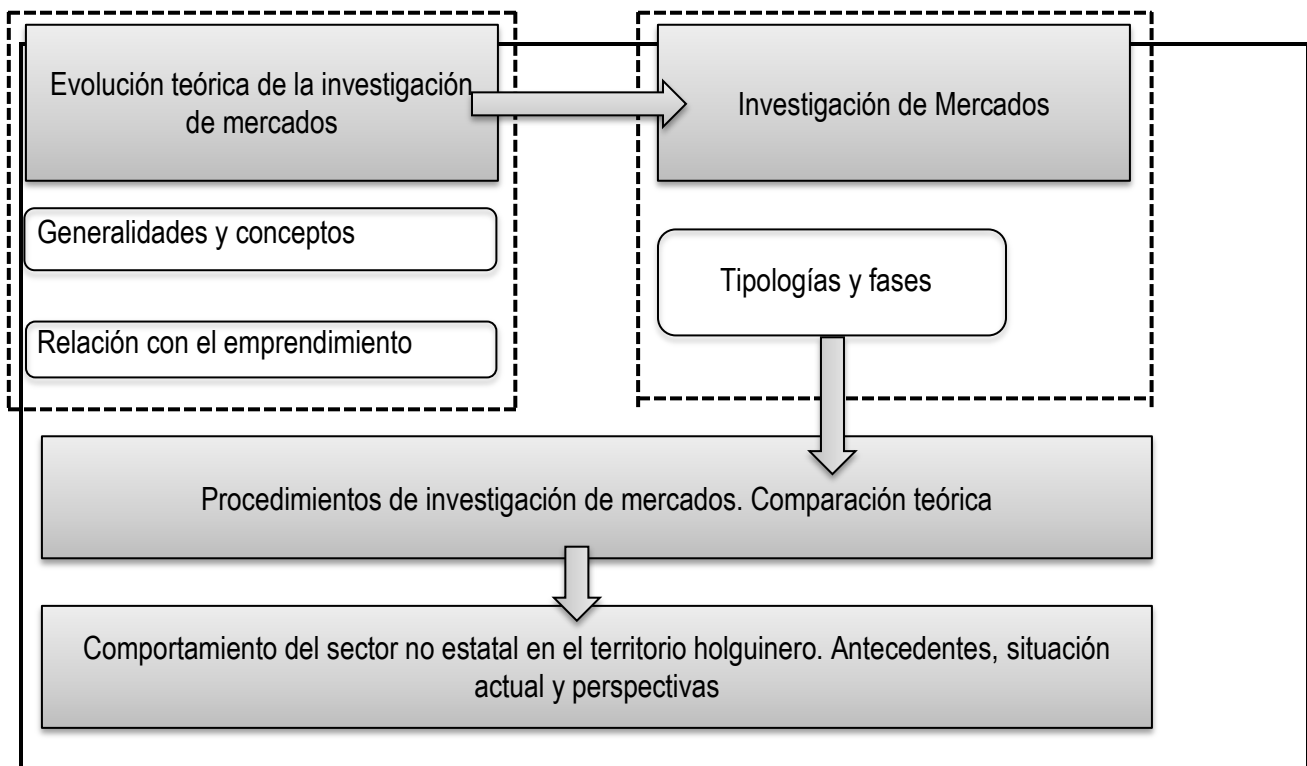 Evolución teórica de la investigación
de mercados
Investigación de Mercados
Generalidades y conceptos
Tipologías y fases
Relación con el emprendimiento
Procedimientos de investigación de mercados. Comparación teórica
Comportamiento del sector no estatal en el territorio holguinero. Antecedentes, situación
actual y perspectivas